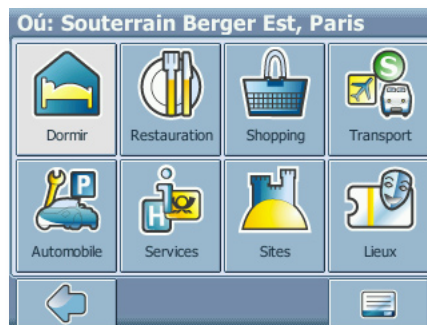 Oú: Souterrain Berger Est, Paris
Dormir
Restauration
Shopping
S
Transport
P
Automobile
H
i
Services
Sites
Lieux